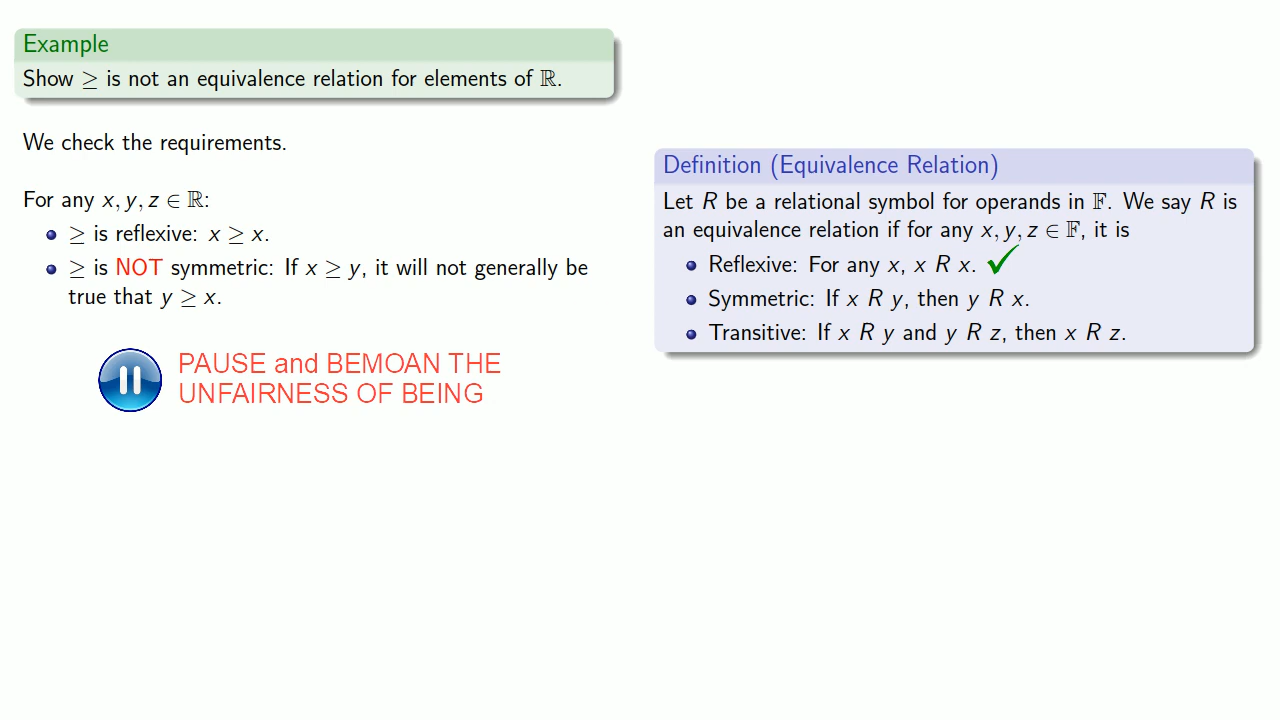 Example
Show ≥ is not an equivalence relation for elements of ℝ.
We check the requirements.
For any x, y, z ∈ ℝ:
• ≥ is reflexive: x ≥ x.
• ≥ is NOT symmetric: If x ≥ y, it will not generally be
true that y ≥ x.
PAUSE and BEMOAN THE
UNFAIRNESS OF BEING
Definition (Equivalence Relation)
Let R be a relational symbol for operands in 𝔽. We say R is
an equivalence relation if for any x, y, z ∈ 𝔽, it is
• Reflexive: For any x, x R x. ✓
• Symmetric: If x R y, then y R x.
• Transitive: If x R y and y R z, then x R z.